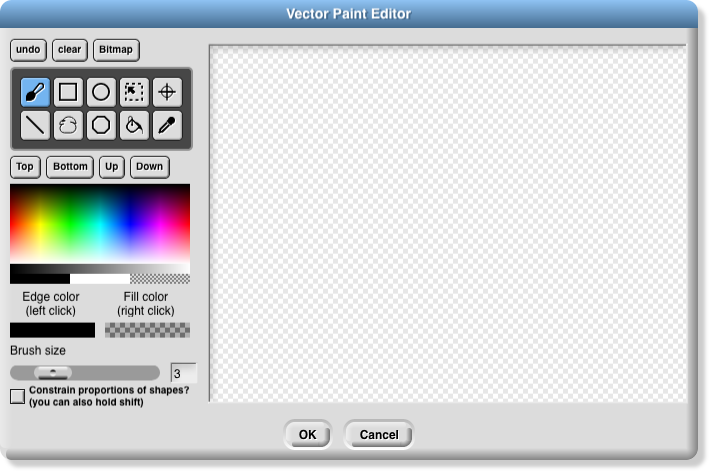 Vector Paint Editor
undo clear Bitmap
Top Bottom Up Down
Edge color Fill color
(left click) (right click)
Brush size
3
Constrain proportions of shapes?
(you can also hold shift)
OK Cancel